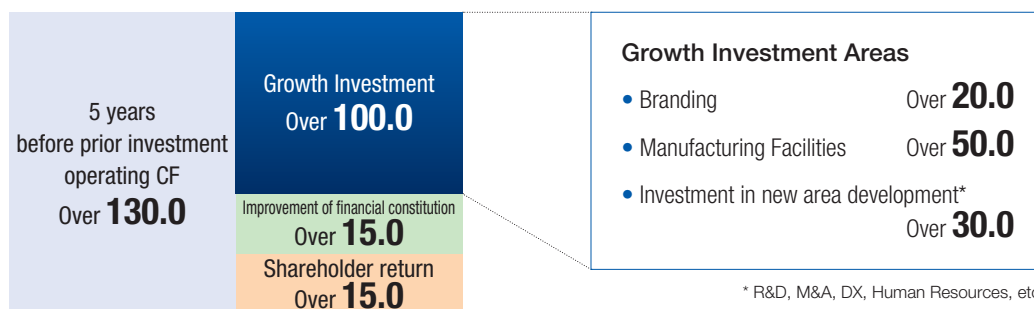 5 years
before prior investment
operating CF
Over 130.0
Growth Investment
Over 100.0
Improvement of financial constitution
Over 15.0
Shareholder return
Over 15.0
Growth Investment Areas
• Branding Over 20.0
• Manufacturing Facilities Over 50.0
• Investment in new area development*
Over 30.0
* R&D, M&A, DX, Human Resources, etc